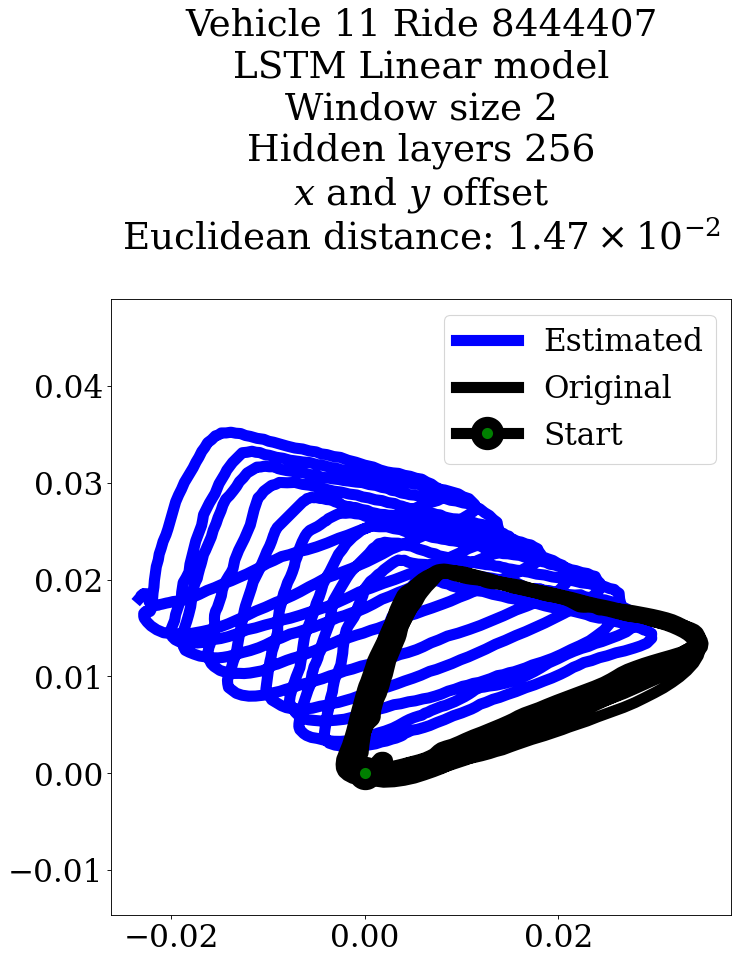 Vehicle 11 Ride 8444407
LSTM Linear model
Window size 2
Hidden layers 256
x and y offset
Euclidean distance: 1.47 × 10⁻²
Estimated
Original
Start
0.04
0.03
0.02
0.01
0.00
−0.01
−0.02 0.00 0.02